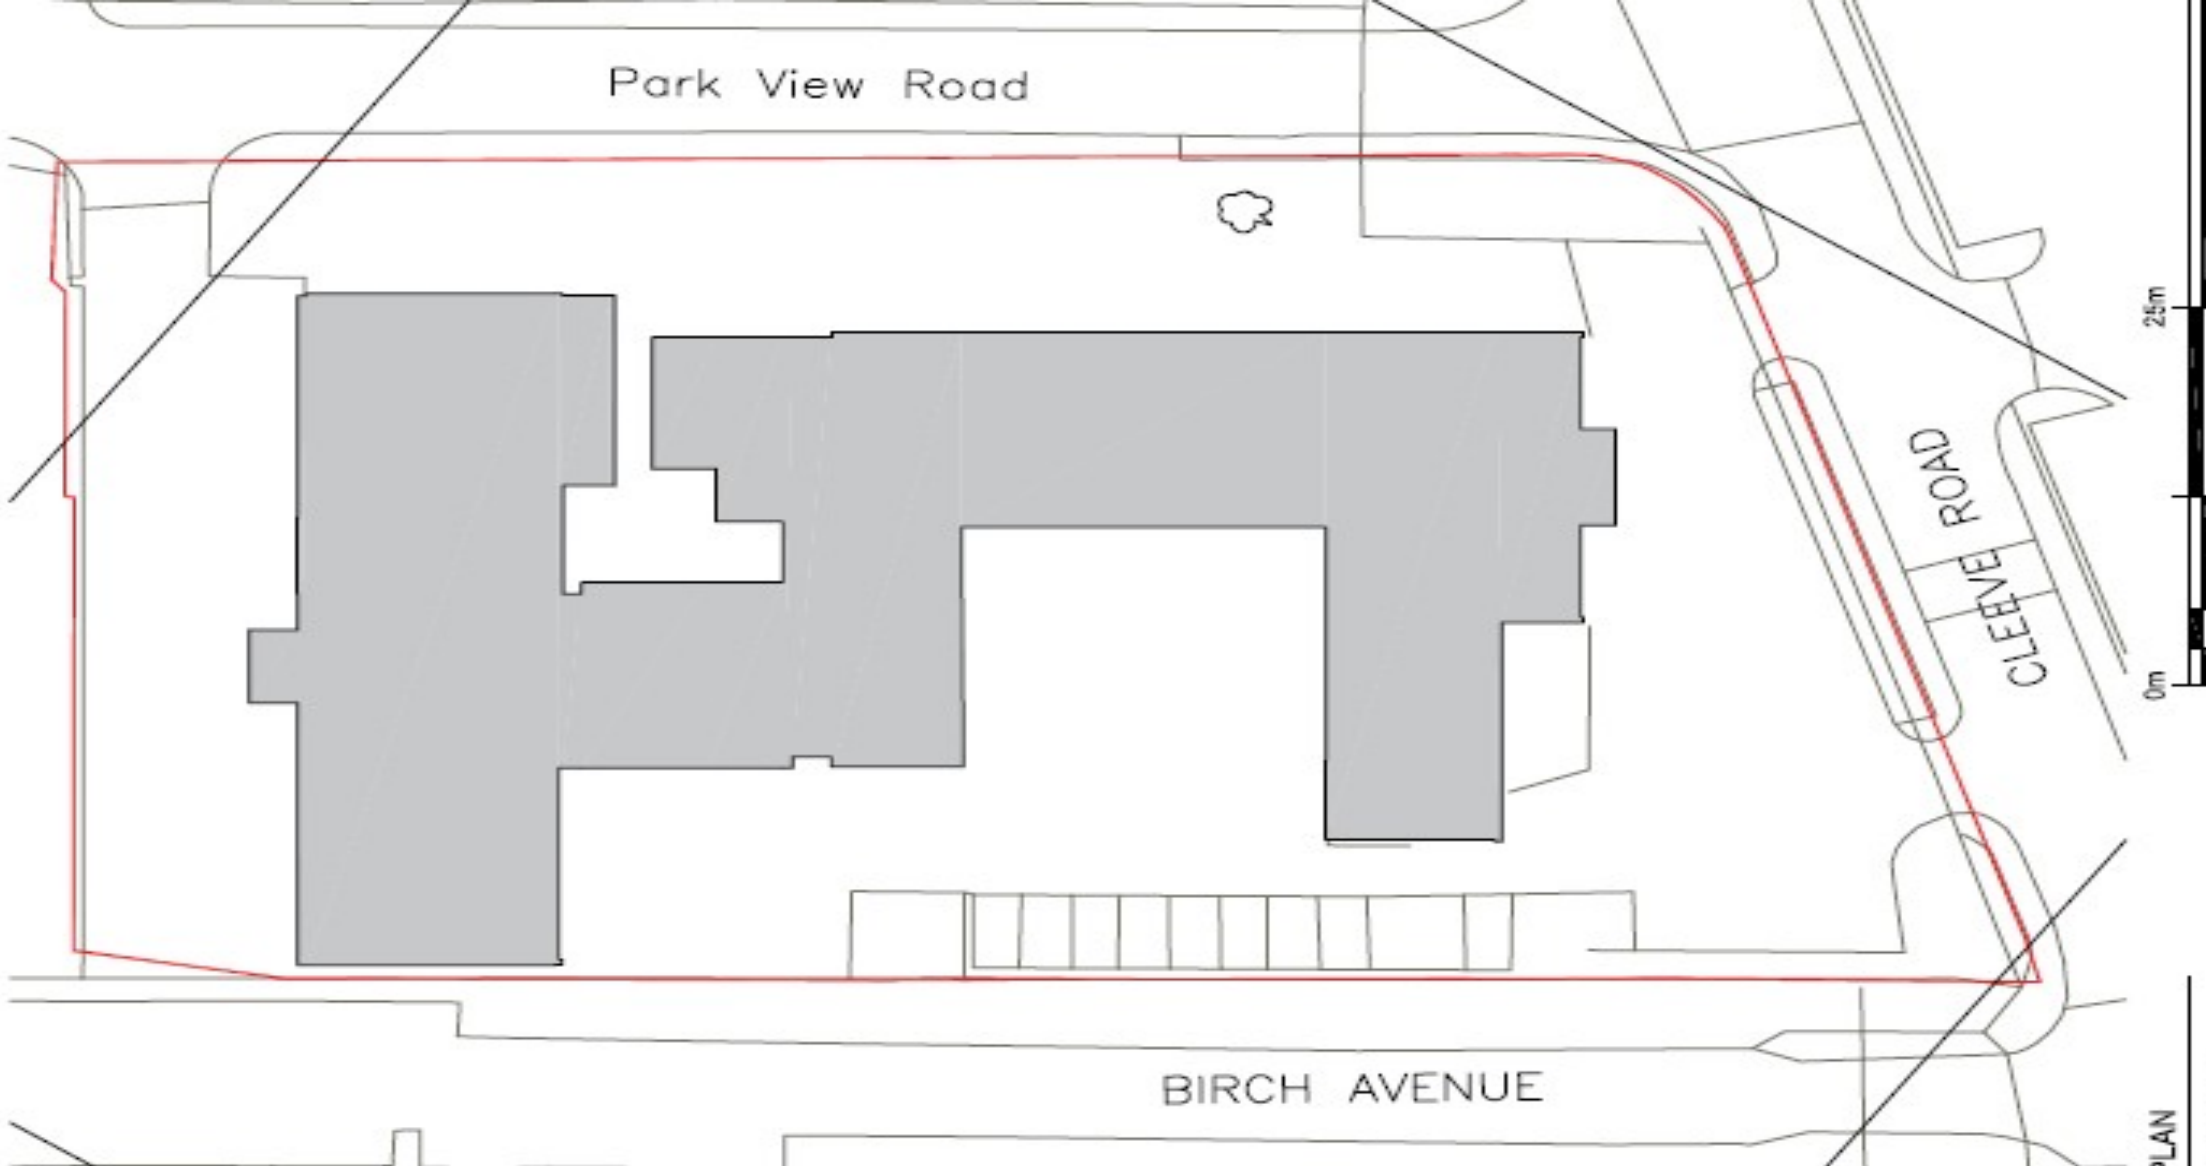 Park View Road
25m
CLEEVE ROAD
0m
BIRCH AVENUE
PLAN